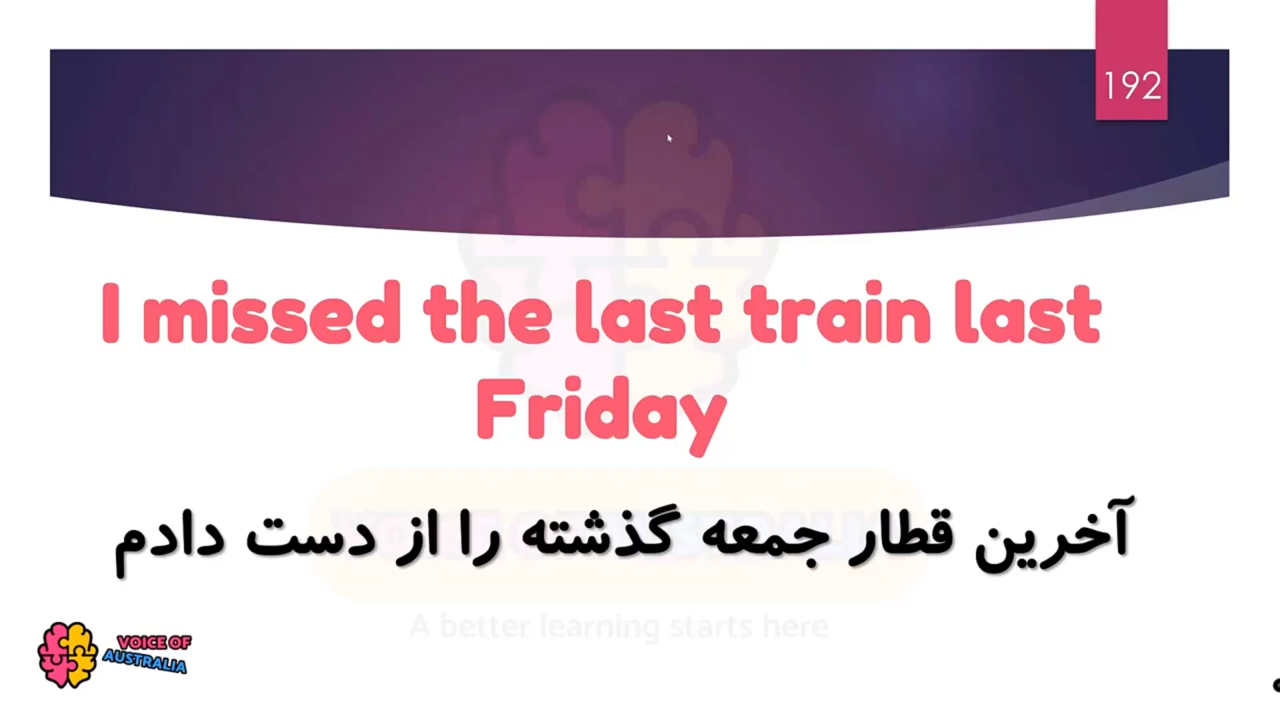 192
I missed the last train last
Friday
آخرین قطار جمعه گذشته را از دست دادم
A better learning starts here
VOICE OF
AUSTRALIA